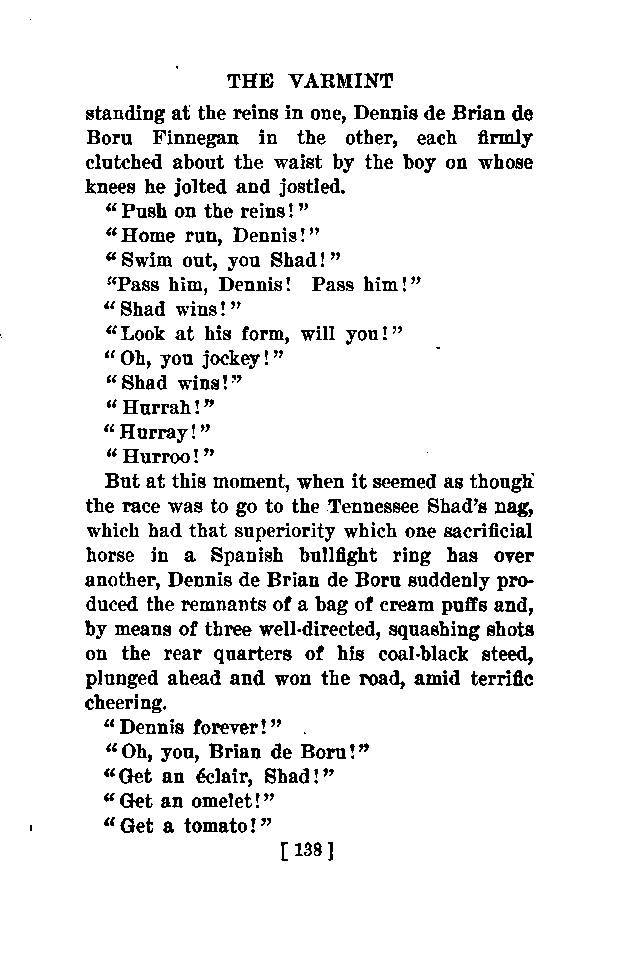 THE VARMINT
standing at the reins in one, Dennis de Brian de
Boru Finnegan in the other, each firmly
clutched about the waist by the boy on whose
knees he jolted and jostled.
"Push on the reins!"
"Home run, Dennis!"
"Swim out, you Shad!"
"Pass him, Dennis! Pass him!"
"Shad wins!"
"Look at his form, will you!"
"Oh, you jockey!"
"Shad wins!"
"Hurrah!"
"Hurray!"
"Hurroo!"
But at this moment, when it seemed as though
the race was to go to the Tennessee Shad's nag,
which had that superiority which one sacrificial
horse in a Spanish bullfight ring has over
another, Dennis de Brian de Boru suddenly pro-
duced the remnants of a bag of cream puffs and,
by means of three well-directed, squashing shots
on the rear quarters of his coal-black steed,
plunged ahead and won the road, amid terrific
cheering.
"Dennis forever!"
"Oh, you, Brian de Boru!"
"Get an éclair, Shad!"
"Get an omelet!"
"Get a tomato!"
[ 138 ]